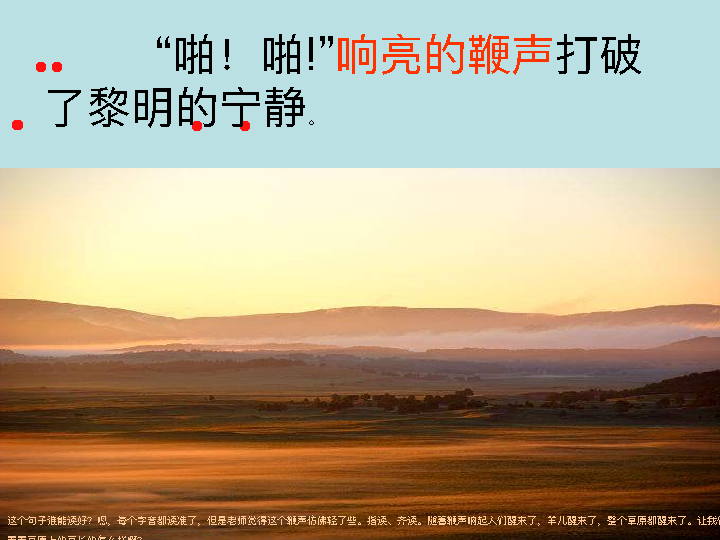 “啪！啪!”响亮的鞭声打破
了黎明的宁静。
这个句子谁能读好？嗯，每个字音都读准了，但是老师觉得这个鞭声仿佛轻了些。指读、齐读。随着鞭声响起人们醒来了，羊儿醒来了，整个草原都醒来了。让我们